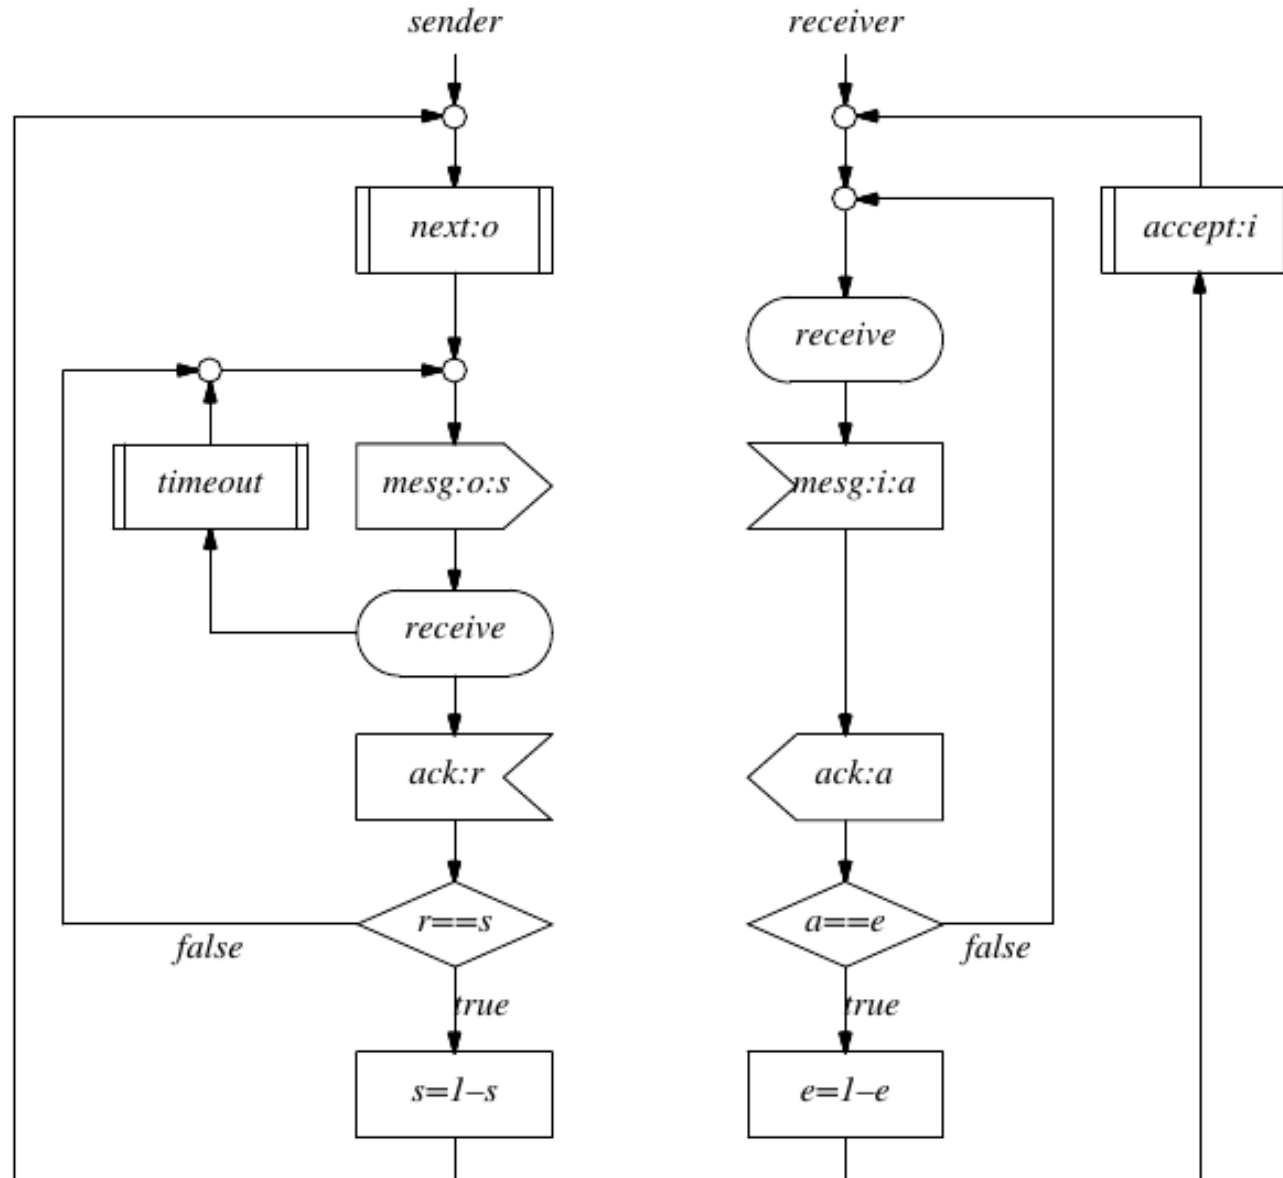 sender
receiver
next:o
accept:i
receive
timeout
mesg:o:s
mesg:i:a
receive
ack:r
ack:a
r==s
a==e
false
false
true
true
s=1–s
e=1–e